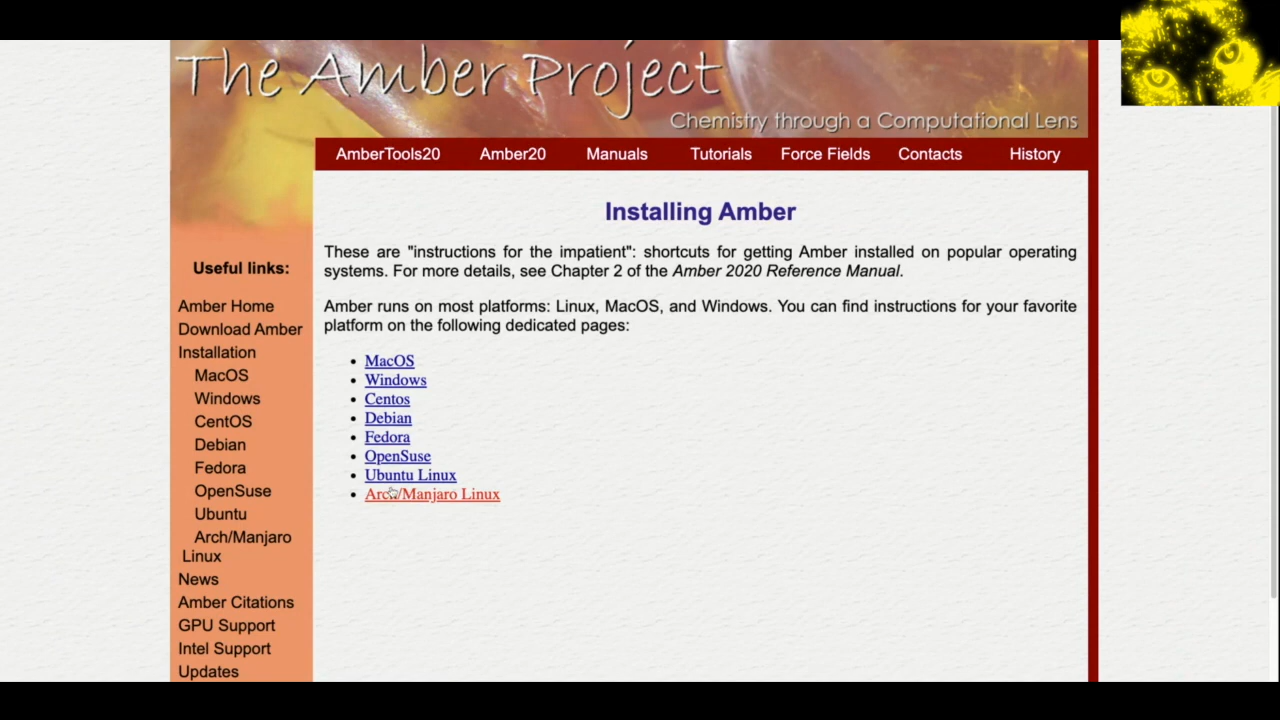 The Amber Project
Chemistry through a Computational Lens
AmberTools20 Amber20 Manuals Tutorials Force Fields Contacts History
Useful links:
Amber Home
Download Amber
Installation
MacOS
Windows
CentOS
Debian
Fedora
OpenSuse
Ubuntu
Arch/Manjaro
Linux
News
Amber Citations
GPU Support
Intel Support
Updates
Installing Amber
These are "instructions for the impatient": shortcuts for getting Amber installed on popular operating
systems. For more details, see Chapter 2 of the Amber 2020 Reference Manual.
Amber runs on most platforms: Linux, MacOS, and Windows. You can find instructions for your favorite
platform on the following dedicated pages:
MacOS
Windows
Centos
Debian
Fedora
OpenSuse
Ubuntu Linux
Arch/Manjaro Linux